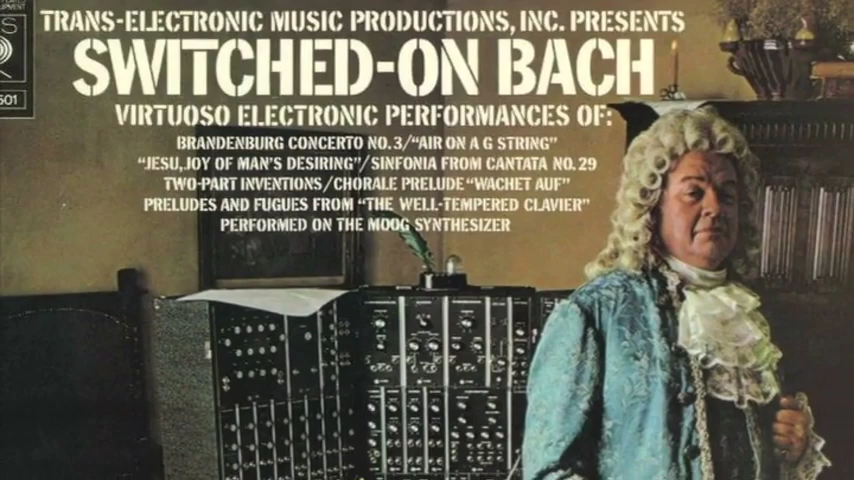 TRANS-ELECTRONIC MUSIC PRODUCTIONS, INC. PRESENTS
SWITCHED-ON BACH
VIRTUOSO ELECTRONIC PERFORMANCES OF:
BRANDENBURG CONCERTO NO. 3/"AIR ON A G STRING"
"JESU, JOY OF MAN'S DESIRING"/SINFONIA FROM CANTATA NO. 29
TWO-PART INVENTIONS/CHORALE PRELUDE "WACHET AUF"
PRELUDES AND FUGUES FROM "THE WELL-TEMPERED CLAVIER"
PERFORMED ON THE MOOG SYNTHESIZER